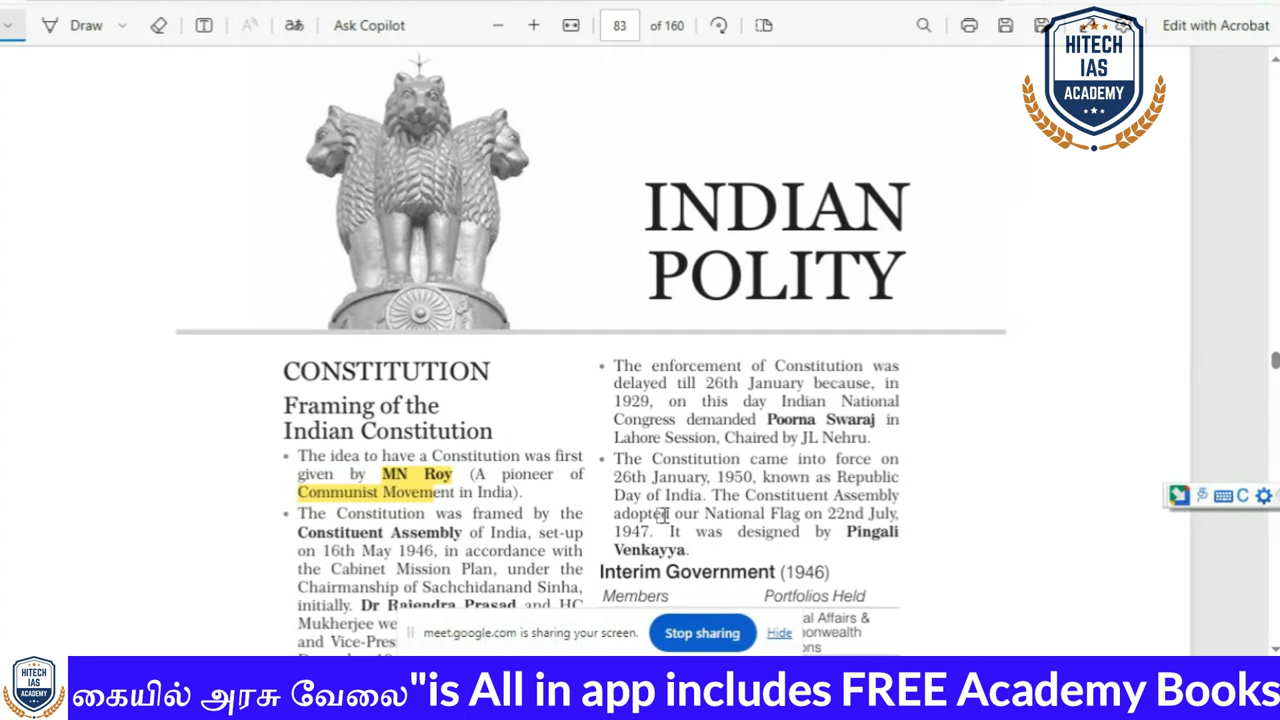 Draw
Ask Copilot
83 of 160
Edit with Acrobat
HITECH
IAS
ACADEMY
INDIAN
POLITY
CONSTITUTION
Framing of the
Indian Constitution
• The idea to have a Constitution was first
given by MN Roy (A pioneer of
Communist Movement in India).
• The Constitution was framed by the
Constituent Assembly of India, set-up
on 16th May 1946, in accordance with
the Cabinet Mission Plan, under the
Chairmanship of Sachchidanand Sinha,
initially. Dr Rajendra Prasad and HC
Mukherjee we
and Vice-Pres
• The enforcement of Constitution was
delayed till 26th January because, in
1929, on this day Indian National
Congress demanded Poorna Swaraj in
Lahore Session, Chaired by JL Nehru.
• The Constitution came into force on
26th January, 1950, known as Republic
Day of India. The Constituent Assembly
adopted our National Flag on 22nd July,
1947. It was designed by Pingali
Venkayya.
Interim Government (1946)
Members Portfolios Held
al Affairs &
onwealth
ns
meet.google.com is sharing your screen. Stop sharing Hide
HITECH
IAS
ACADEMY
கையில் அரசு வேலை"is All in app includes FREE Academy Books